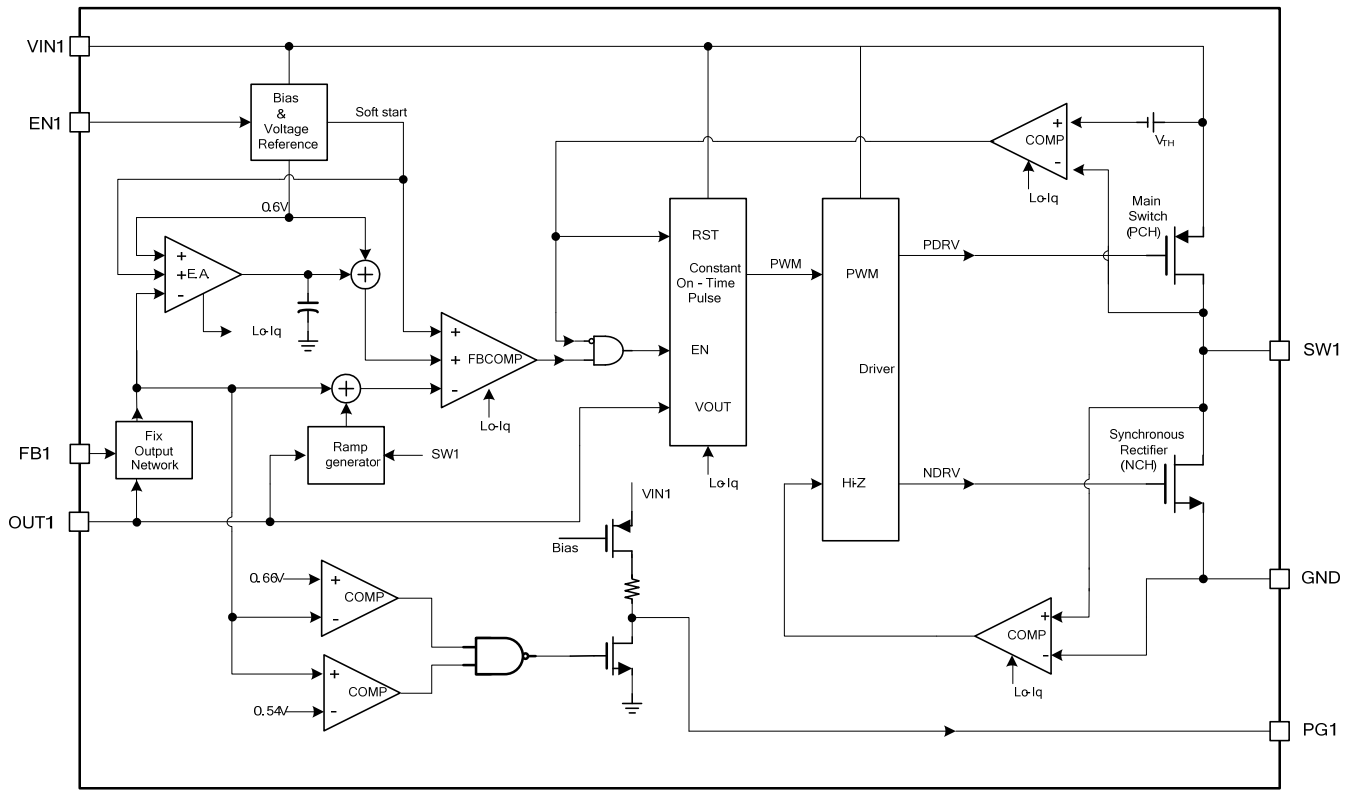 VIN1
EN1
Bias
&
Voltage
Reference
Soft start
0.6V
+
+
-
E.A.
Lo-Iq
+
+
+
-
FBCOMP
Lo-Iq
+
FB1
Fix
Output
Network
Ramp
generator
SW1
OUT1
RST
Constant
On - Time
Pulse
EN
VOUT
Lo-Iq
PWM
PWM
Driver
Hi-Z
PDRV
NDRV
+
-
COMP
Lo-Iq
VTH
Main
Switch
(PCH)
SW1
Synchronous
Rectifier
(NCH)
GND
+
-
COMP
Lo-Iq
VIN1
Bias
0.66V
+
-
COMP
0.54V
+
-
COMP
PG1